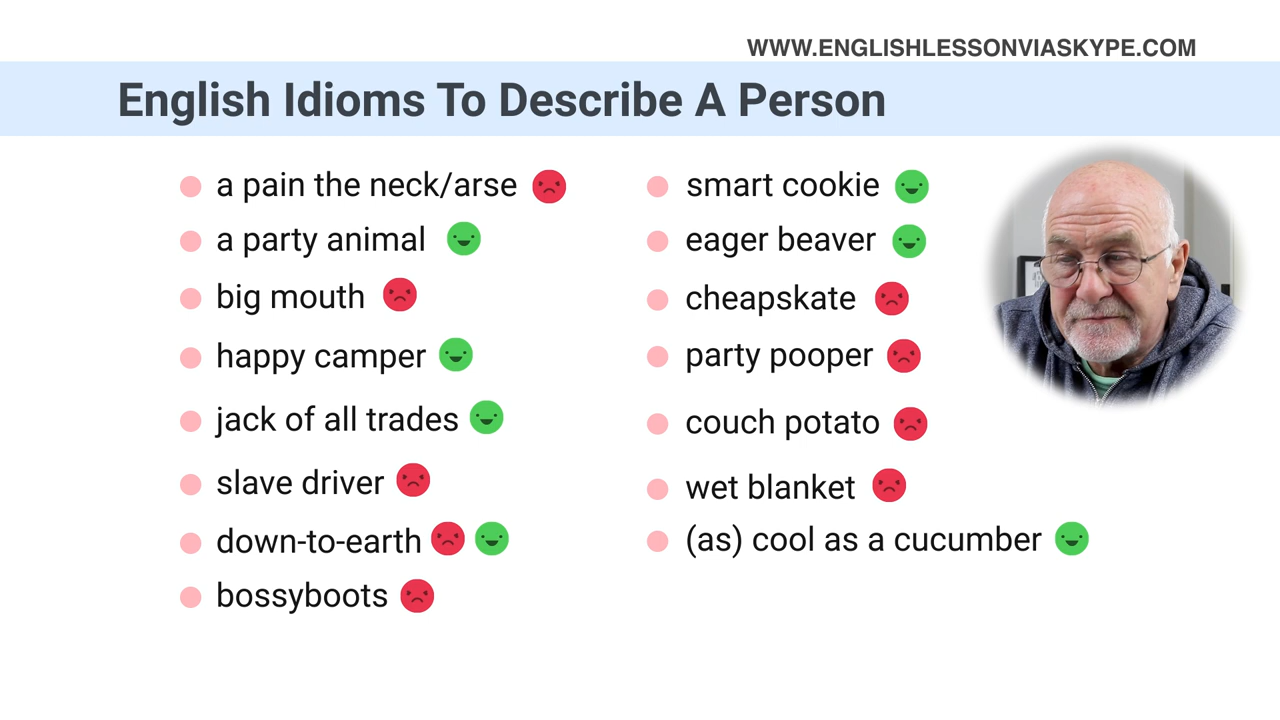 WWW.ENGLISHLESSONVIASKYPE.COM
English Idioms To Describe A Person
a pain the neck/arse
a party animal
big mouth
happy camper
jack of all trades
slave driver
down-to-earth
bossyboots
smart cookie
eager beaver
cheapskate
party pooper
couch potato
wet blanket
(as) cool as a cucumber